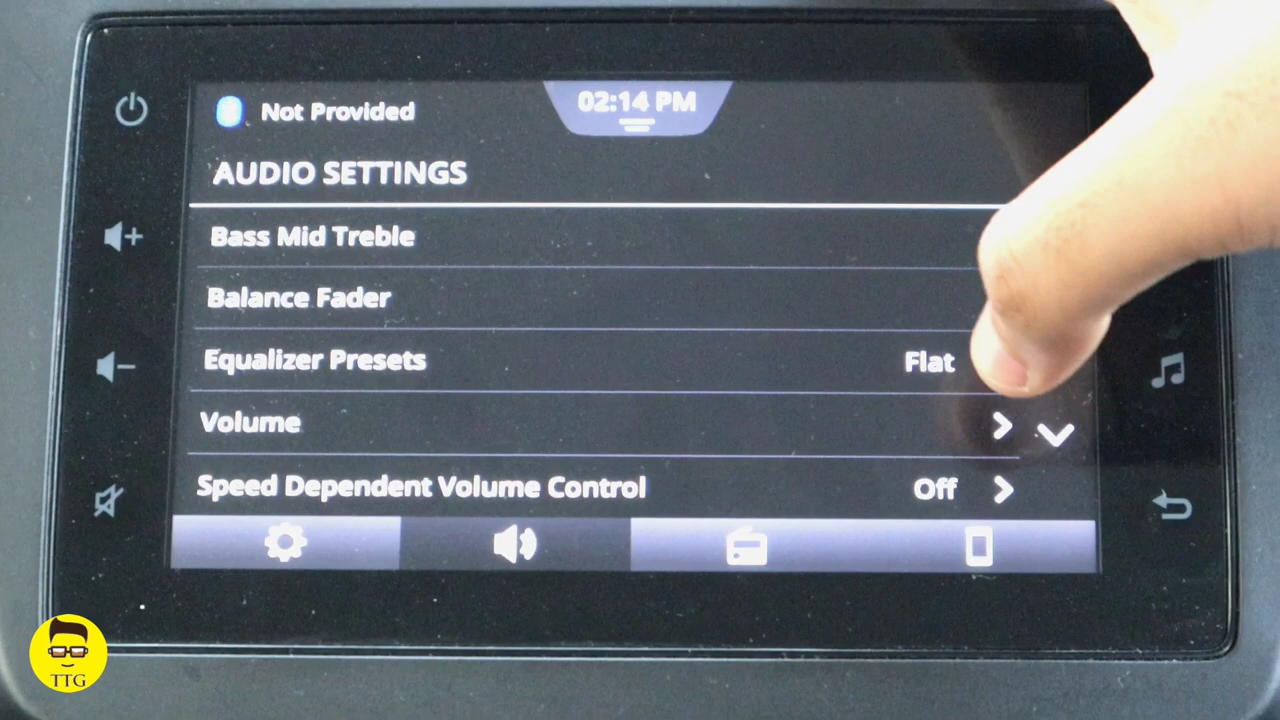 Not Provided
02:14 PM
AUDIO SETTINGS
Bass Mid Treble
Balance Fader
Equalizer Presets Flat
Volume
Speed Dependent Volume Control Off
TTG